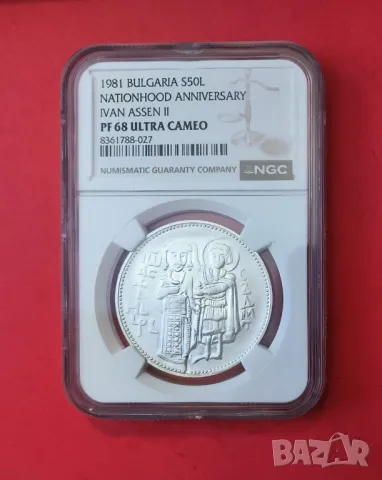 1981 BULGARIA S50L
NATIONHOOD ANNIVERSARY
IVAN ASSEN II
PF 68 ULTRA CAMEO
8361788-027
NUMISMATIC GUARANTY COMPANY
NGC
bazar